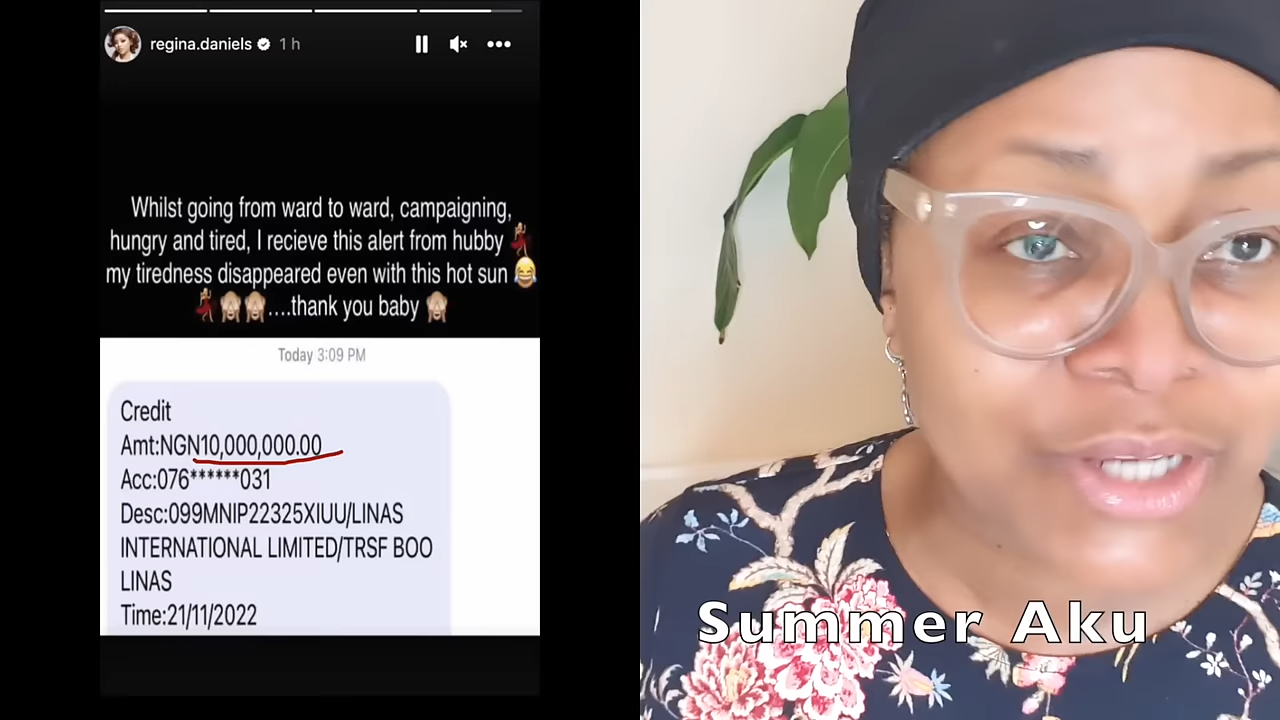 regina.daniels 1 h
Whilst going from ward to ward, campaigning,
hungry and tired, I recieve this alert from hubby 💃
my tiredness disappeared even with this hot sun 😂
💃🙈🙈....thank you baby 🙈
Today 3:09 PM
Credit
Amt:NGN10,000,000.00
Acc:076******031
Desc:099MNIP22325XIUU/LINAS
INTERNATIONAL LIMITED/TRSF BOO
LINAS
Time:21/11/2022
Summer Aku